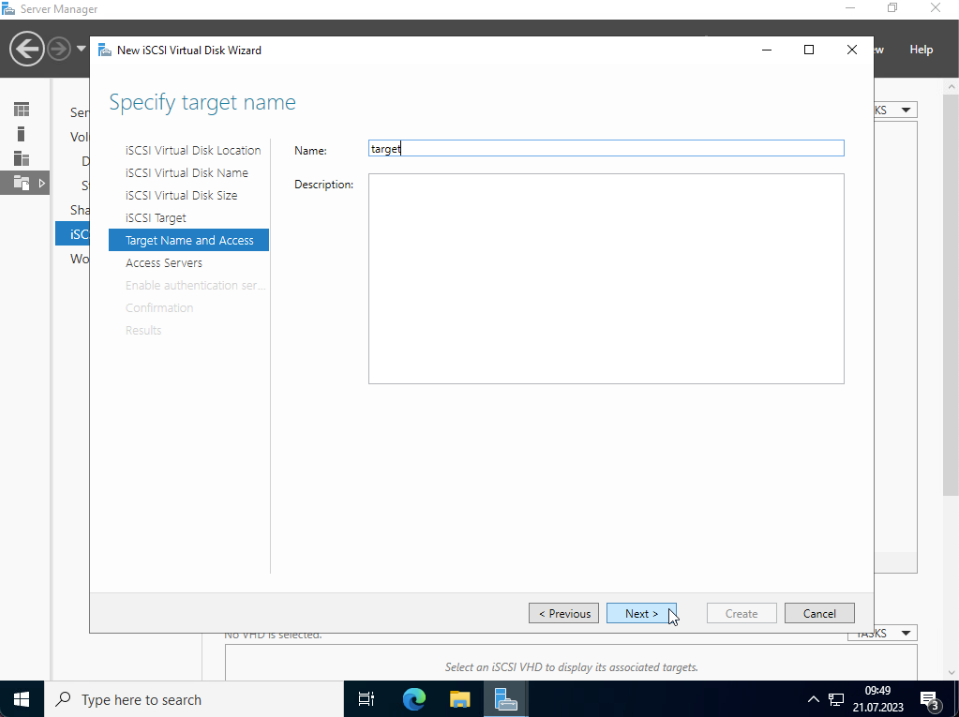 Server Manager
ew Help
New iSCSI Virtual Disk Wizard
Specify target name
iSCSI Virtual Disk Location
iSCSI Virtual Disk Name
iSCSI Virtual Disk Size
iSCSI Target
Target Name and Access
Access Servers
Enable authentication ser...
Confirmation
Results
Name: target
Description:
Ser
Vol
D
S
Sha
iSC
Wo
KS
< Previous Next > Create Cancel
No VHD is selected.
TASKS
Select an iSCSI VHD to display its associated targets.
Type here to search
09:49
21.07.2023
3